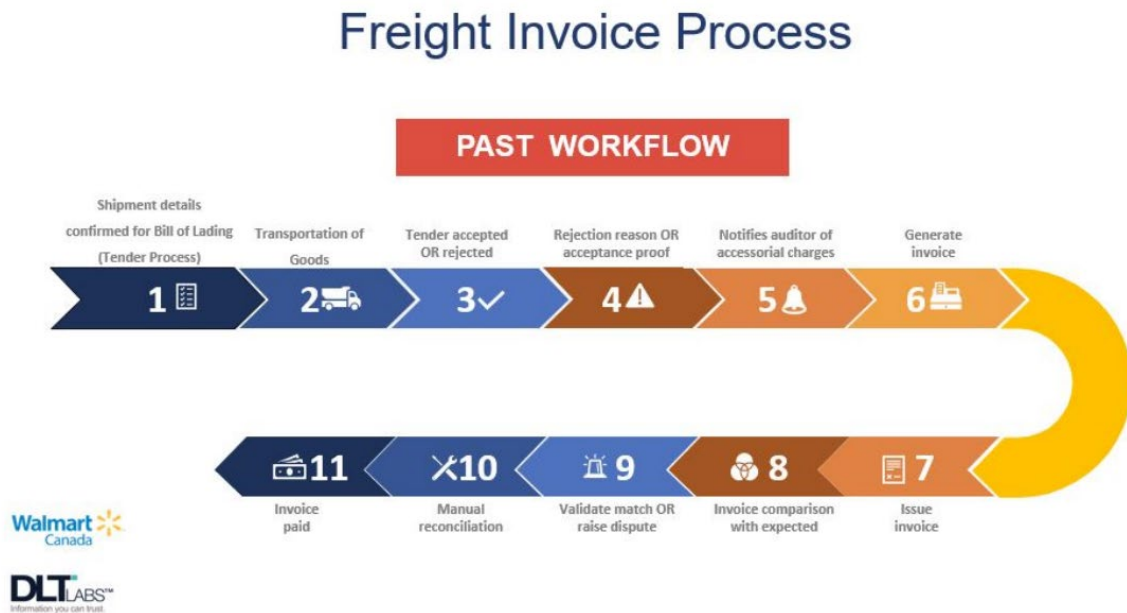 Freight Invoice Process
PAST WORKFLOW
Shipment details
confirmed for Bill of Lading
(Tender Process)
Transportation of
Goods
Tender accepted
OR rejected
Rejection reason OR
acceptance proof
Notifies auditor of
accessorial charges
Generate
invoice
1
2
3
4
5
6
11
10
9
8
7
Invoice
paid
Manual
reconciliation
Validate match OR
raise dispute
Invoice comparison
with expected
Issue
invoice
Walmart
Canada
DLT LABS™
Information you can trust.